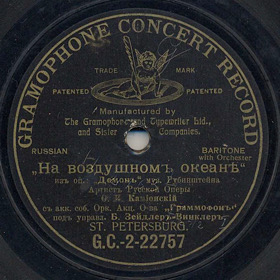 GRAMOPHONE CONCERT RECORD
TRADE MARK
PATENTED PATENTED
Manufactured by
The Gramophone and Typewriter Ltd.,
and Sister Companies.
RUSSIAN BARITONE
with Orchester
„На воздушномъ океанѣ“
изъ оп. „Демонъ“ муз. Рубинштейна
Артистъ Русской Оперы
О. И. Камiонскiй
съ акк. соб. Орк. Акц. О-ва „Граммофонъ“
подъ управл. Б. Зейдлеръ-Винклеръ,
ST. PETERSBURG.
G.C.-2-22757